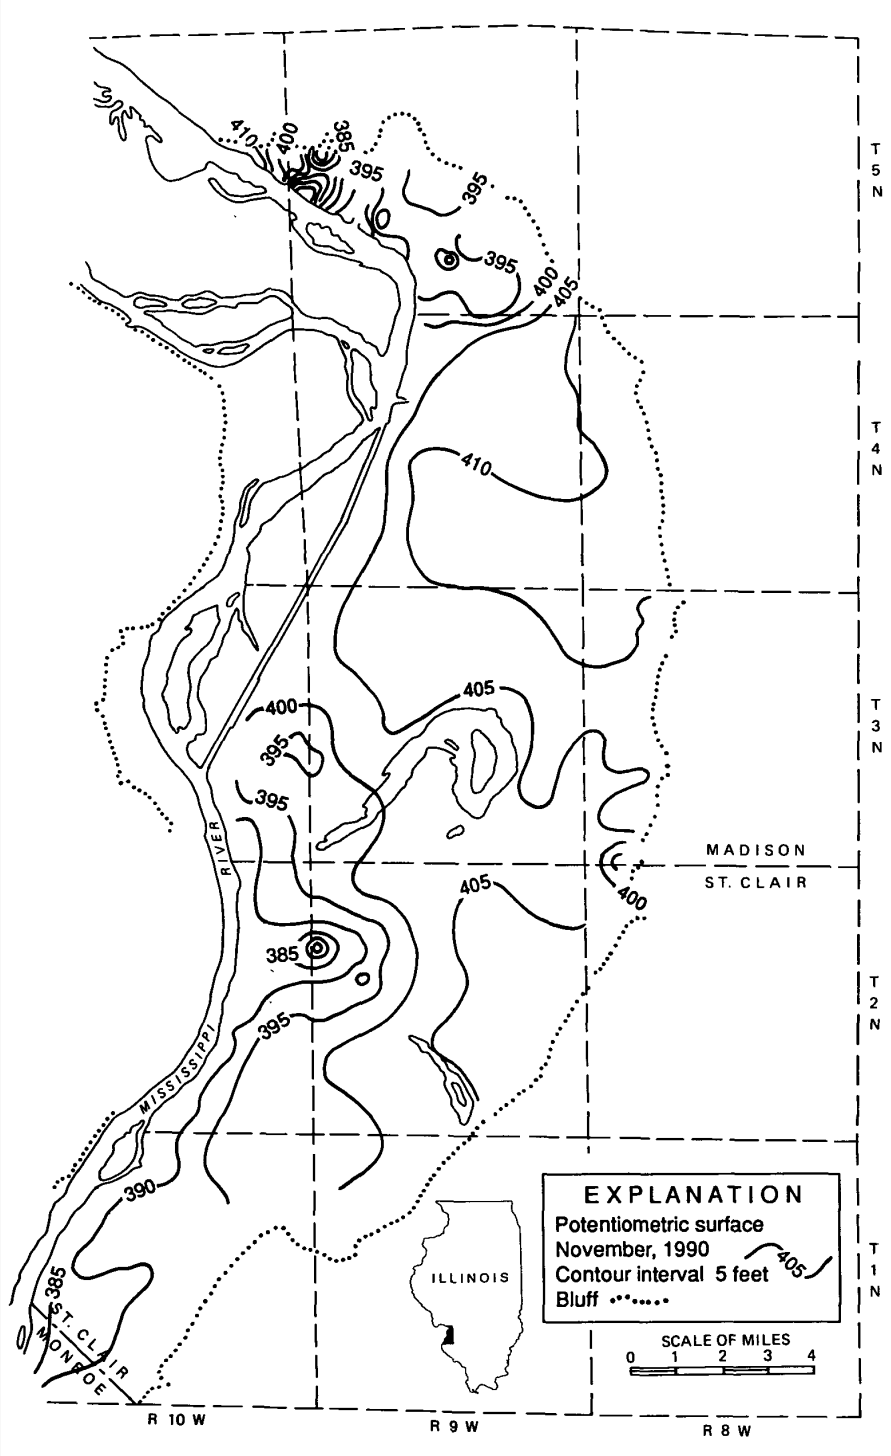 410
400
385
395
395
395
400
405
T
5
N
T
4
N
410
405
400
395
395
T
3
N
RIVER
MADISON
ST. CLAIR
405
400
385
395
T
2
N
MISSISSIPPI
390
385
ST. CLAIR
MONROE
ILLINOIS
EXPLANATION
Potentiometric surface
November, 1990
405
Contour interval 5 feet
Bluff
T
1
N
SCALE OF MILES
0 1 2 3 4
R 10 W
R 9 W
R 8 W